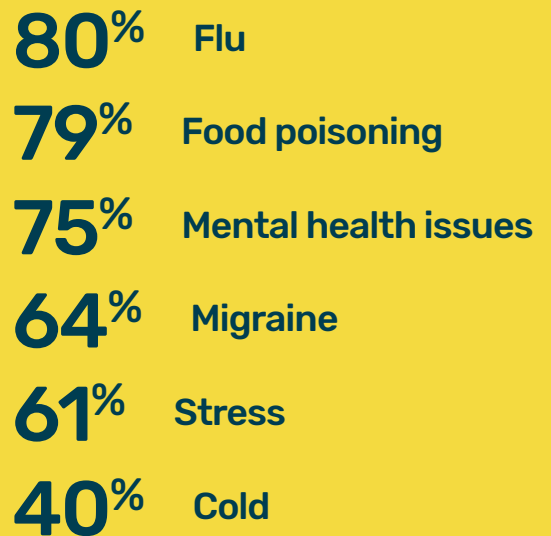 80% Flu
79% Food poisoning
75% Mental health issues
64% Migraine
61% Stress
40% Cold